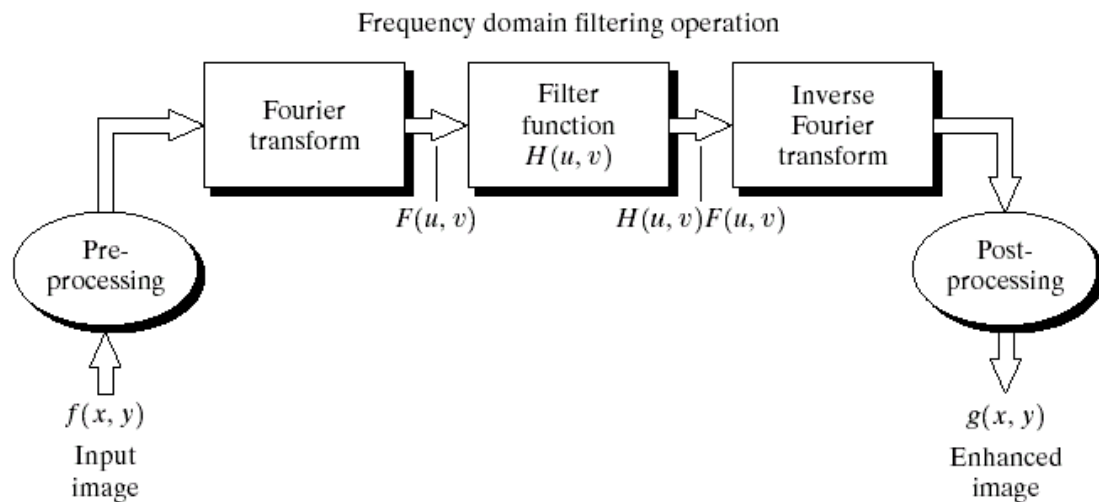 Frequency domain filtering operation
Fourier
transform
Filter
function
H(u, v)
Inverse
Fourier
transform
F(u, v)
H(u, v)F(u, v)
Pre-
processing
Post-
processing
f(x, y)
Input
image
g(x, y)
Enhanced
image